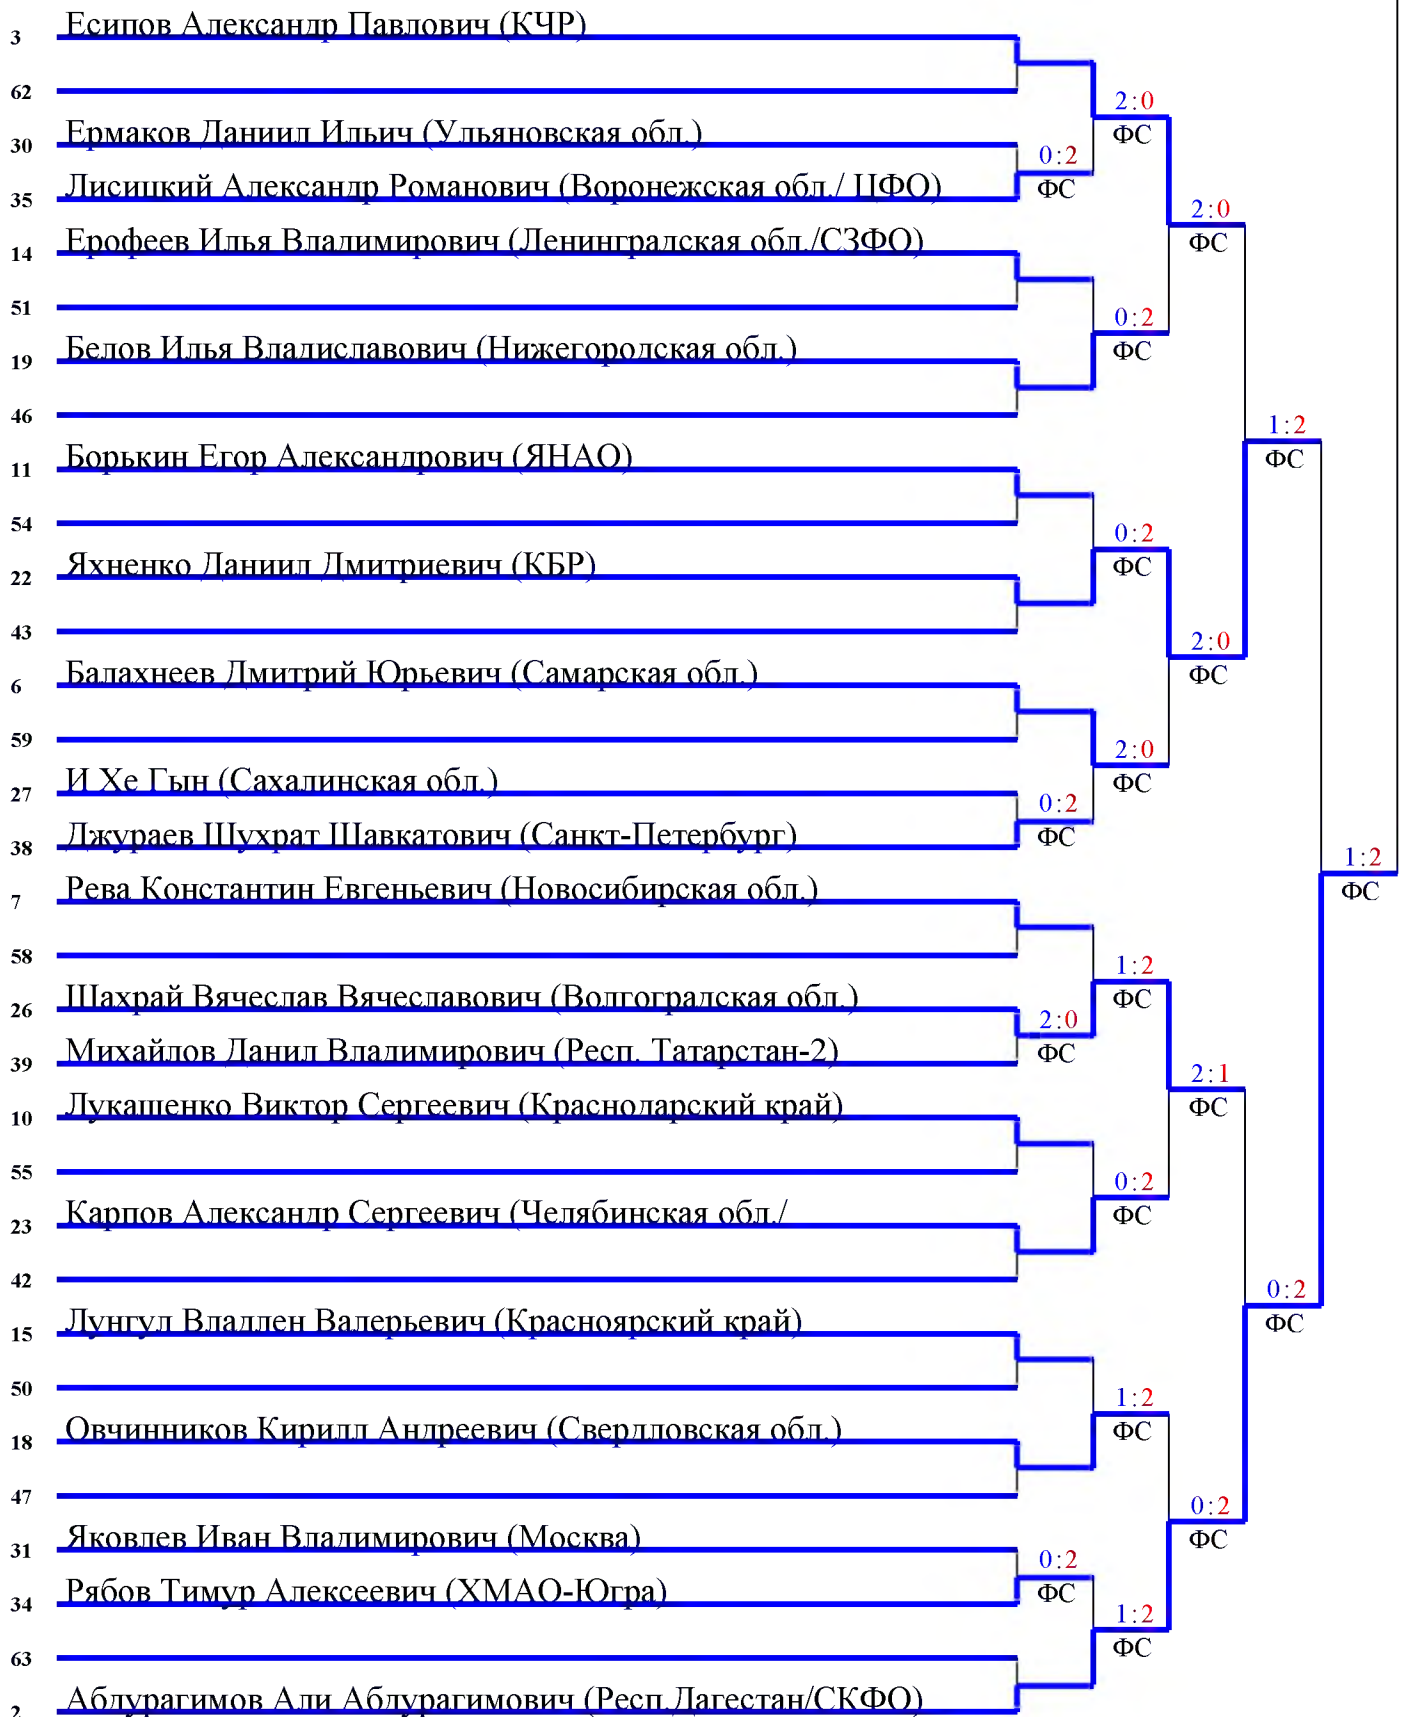 3 Есипов Александр Павлович (КЧР)
62
2:0
ФС
30 Ермаков Даниил Ильич (Ульяновская обл.)
0:2
ФС
35 Лисицкий Александр Романович (Воронежская обл./ ЦФО)
2:0
ФС
14 Ерофеев Илья Владимирович (Ленинградская обл./СЗФО)
51
0:2
ФС
19 Белов Илья Владиславович (Нижегородская обл.)
46
1:2
ФС
11 Борькин Егор Александрович (ЯНАО)
54
0:2
ФС
22 Яхненко Даниил Дмитриевич (КБР)
43
2:0
ФС
6 Балахнеев Дмитрий Юрьевич (Самарская обл.)
59
2:0
ФС
27 И Хе Гын (Сахалинская обл.)
0:2
ФС
38 Джураев Шухрат Шавкатович (Санкт-Петербург)
1:2
ФС
7 Рева Константин Евгеньевич (Новосибирская обл.)
58
1:2
ФС
26 Шахрай Вячеслав Вячеславович (Волгоградская обл.)
2:0
ФС
39 Михайлов Данил Владимирович (Респ. Татарстан-2)
2:1
ФС
10 Лукашенко Виктор Сергеевич (Краснодарский край)
55
0:2
ФС
23 Карпов Александр Сергеевич (Челябинская обл./
42
0:2
ФС
15 Лунгул Владлен Валерьевич (Красноярский край)
50
1:2
ФС
18 Овчинников Кирилл Андреевич (Свердловская обл.)
47
0:2
ФС
31 Яковлев Иван Владимирович (Москва)
0:2
ФС
34 Рябов Тимур Алексеевич (ХМАО-Югра)
1:2
ФС
63
2 Абдурагимов Али Абдурагимович (Респ.Дагестан/СКФО)